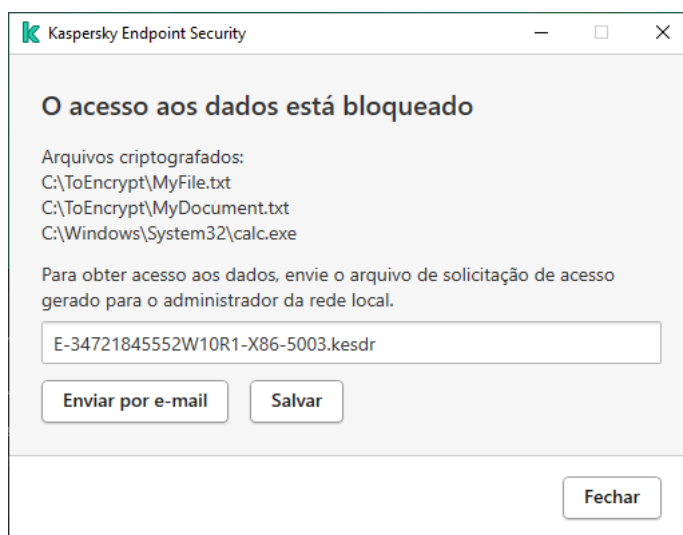 Kaspersky Endpoint Security
O acesso aos dados está bloqueado
Arquivos criptografados:
C:\ToEncrypt\MyFile.txt
C:\ToEncrypt\MyDocument.txt
C:\Windows\System32\calc.exe
Para obter acesso aos dados, envie o arquivo de solicitação de acesso
gerado para o administrador da rede local.
E-34721845552W10R1-X86-5003.kesdr
Enviar por e-mail
Salvar
Fechar